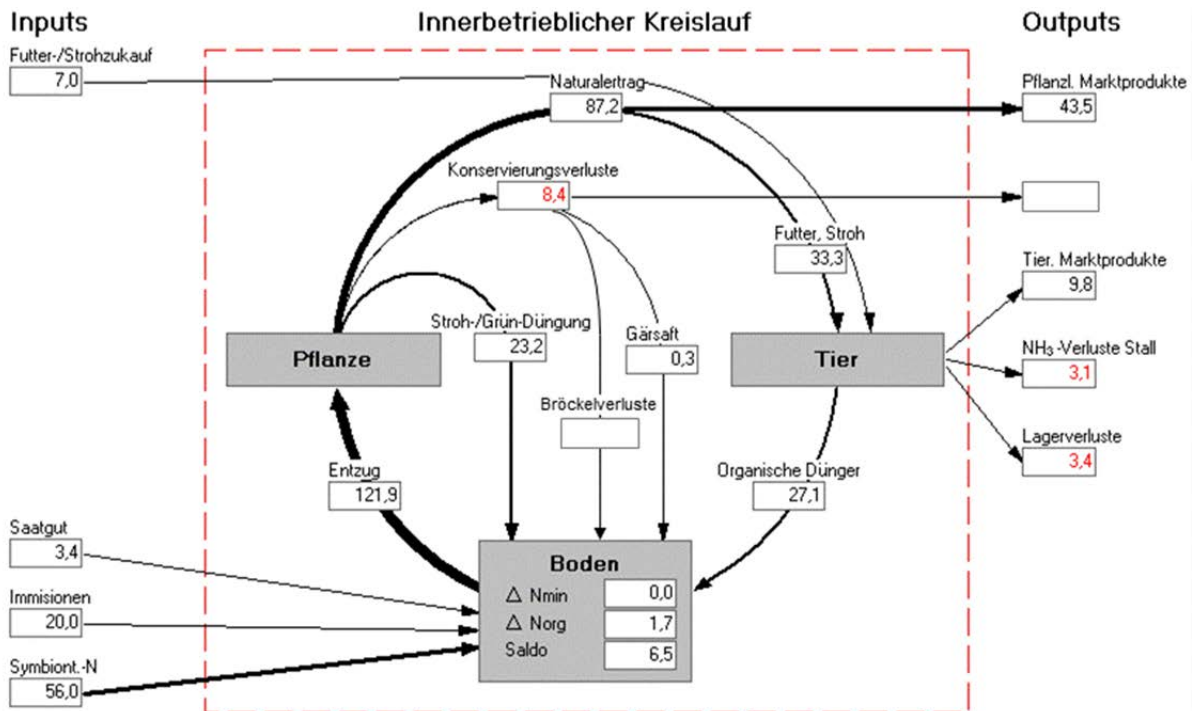 Inputs
Innerbetrieblicher Kreislauf
Outputs
Futter-/Strohzukauf
7,0
Naturalertrag
87,2
Pflanzl. Marktprodukte
43,5
Konservierungsverluste
8,4
Futter, Stroh
33,3
Tier. Marktprodukte
9,8
Stroh-/Grün-Düngung
23,2
Gärsaft
0,3
Pflanze
Tier
NH₃ -Verluste Stall
3,1
Bröckelverluste
Lagerverluste
3,4
Entzug
121,9
Organische Dünger
27,1
Saatgut
3,4
Immisionen
20,0
Symbiont.-N
56,0
Boden
△ Nmin 0,0
△ Norg 1,7
Saldo 6,5